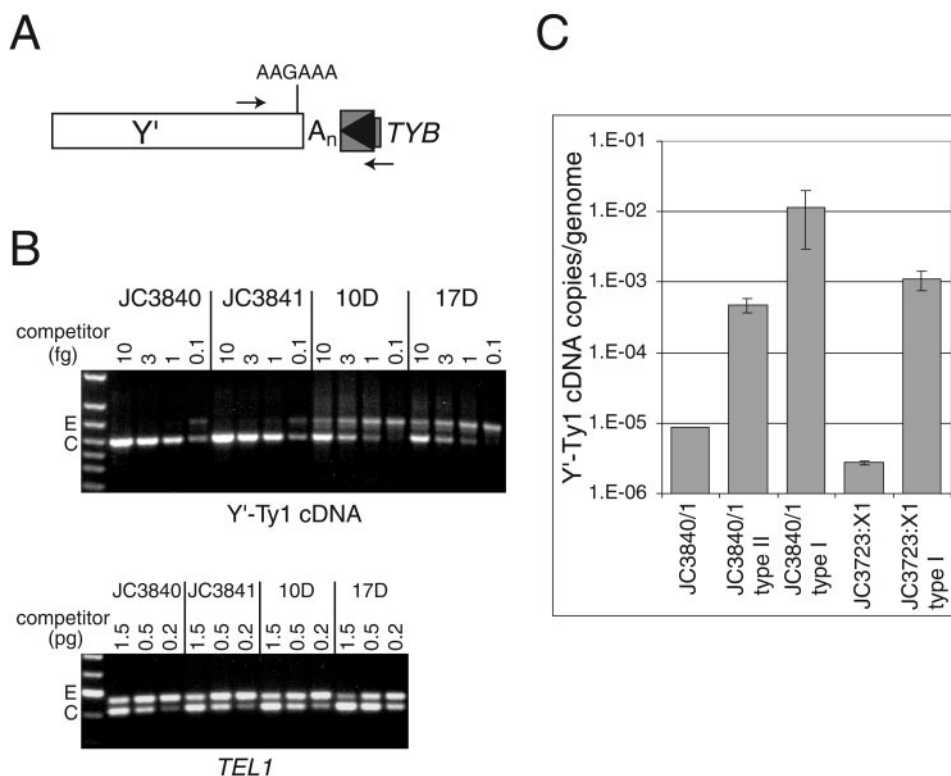 A
AAGAAA
Y'
An
TYB
B
JC3840 JC3841 10D 17D
competitor (fg)
10 3 1 0.1 10 3 1 0.1 10 3 1 0.1 10 3 1 0.1
E
C
Y'-Ty1 cDNA
JC3840 JC3841 10D 17D
competitor (pg)
1.5 0.5 0.2 1.5 0.5 0.2 1.5 0.5 0.2 1.5 0.5 0.2
E
C
TEL1
C
Y'-Ty1 cDNA copies/genome
1.E-01
1.E-02
1.E-03
1.E-04
1.E-05
1.E-06
JC3840/1
JC3840/1 type II
JC3840/1 type I
JC3723:X1
JC3723:X1 type I